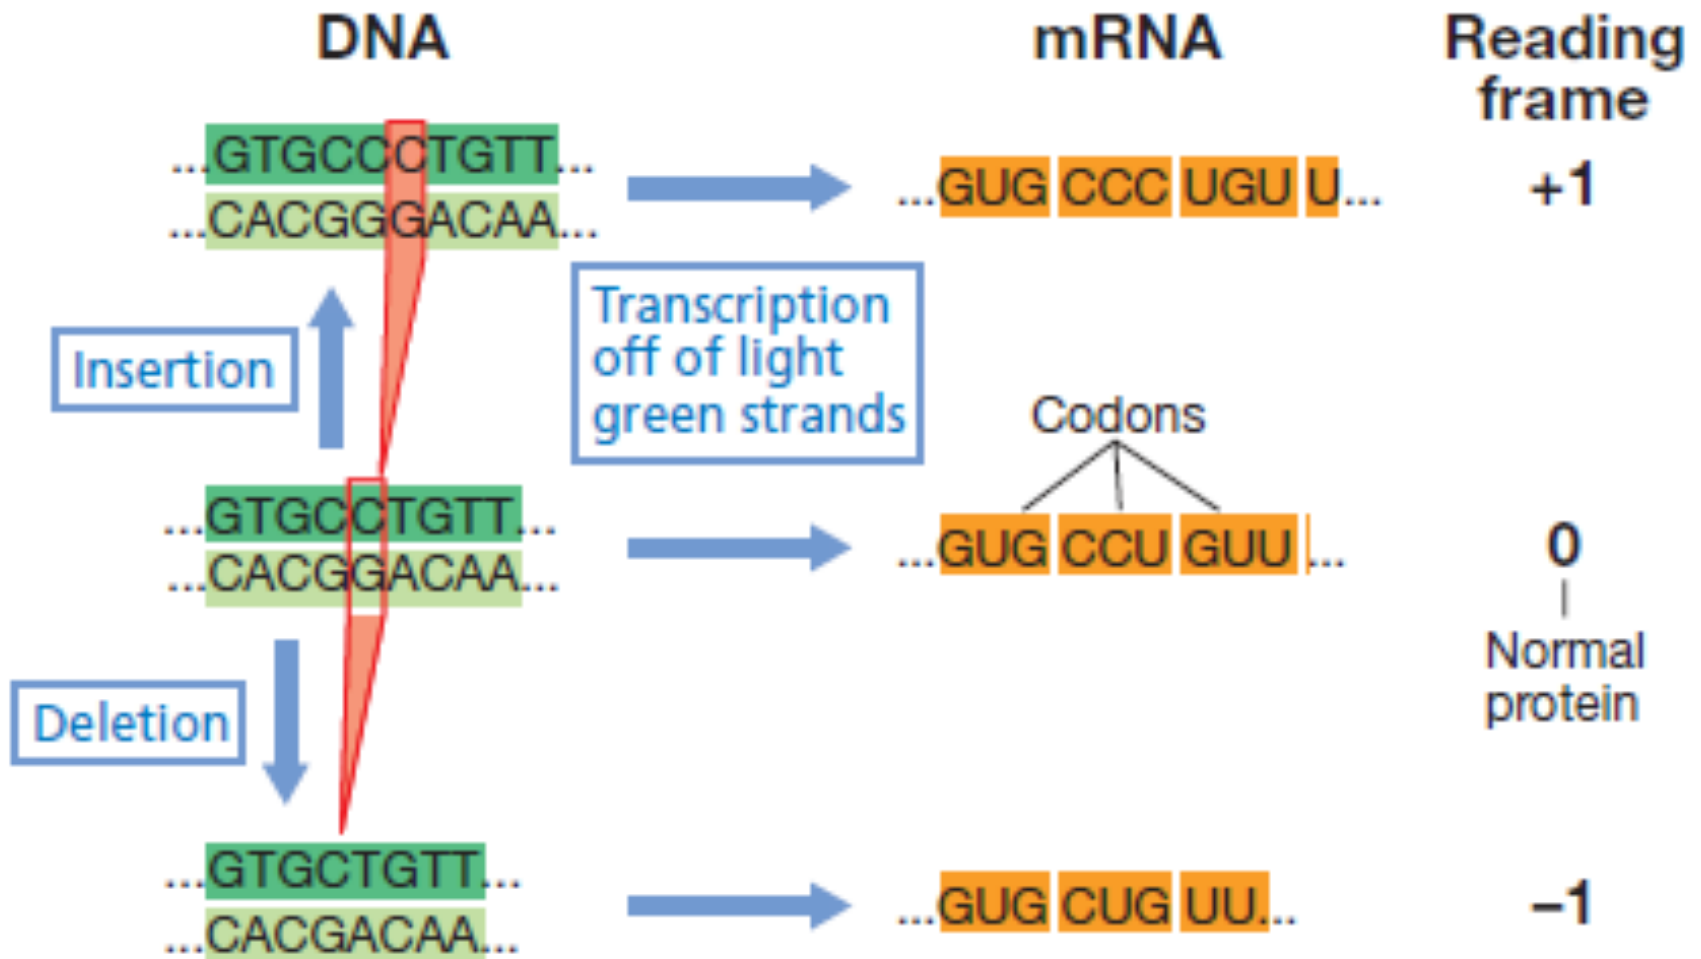 DNA
mRNA
Reading
frame
...GTGCCCTGTT...
...CACGGGACAA...
...GUG CCC UGU U...
+1
Insertion
Transcription
off of light
green strands
Codons
...GTGCCTGTT...
...CACGGACAA...
...GUG CCU GUU ...
0
Normal
protein
Deletion
...GTGCTGTT...
...CACGACAA...
...GUG CUG UU...
–1